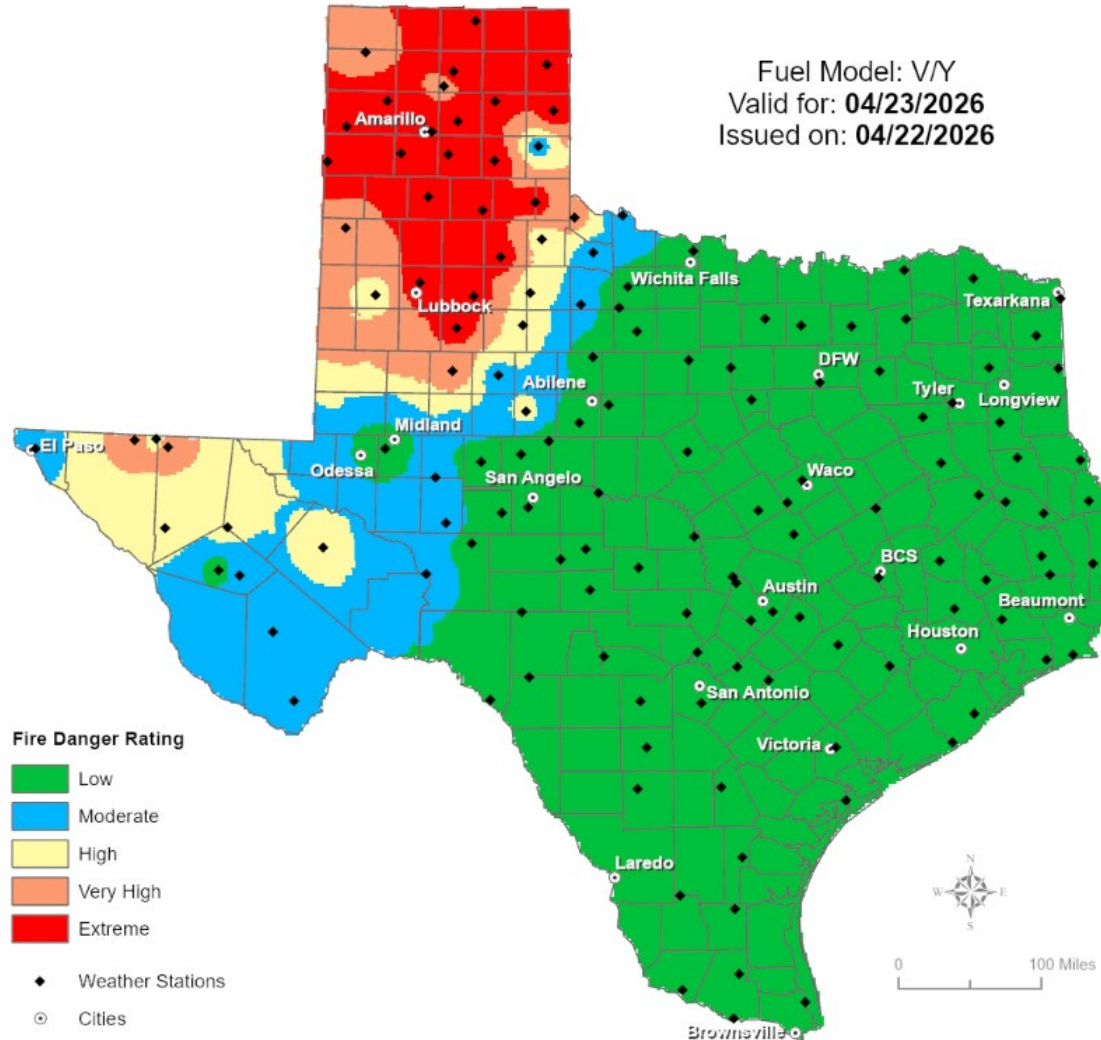 Fuel Model: V/Y
Valid for: 04/23/2026
Issued on: 04/22/2026
Amarillo
Wichita Falls
Lubbock
Texarkana
DFW
Abilene
Tyler
Longview
Midland
El Paso
Odessa
San Angelo
Waco
BCS
Austin
Beaumont
Houston
San Antonio
Victoria
Laredo
Brownsville
Fire Danger Rating
Low
Moderate
High
Very High
Extreme
Weather Stations
Cities
N
W E
S
0 100 Miles